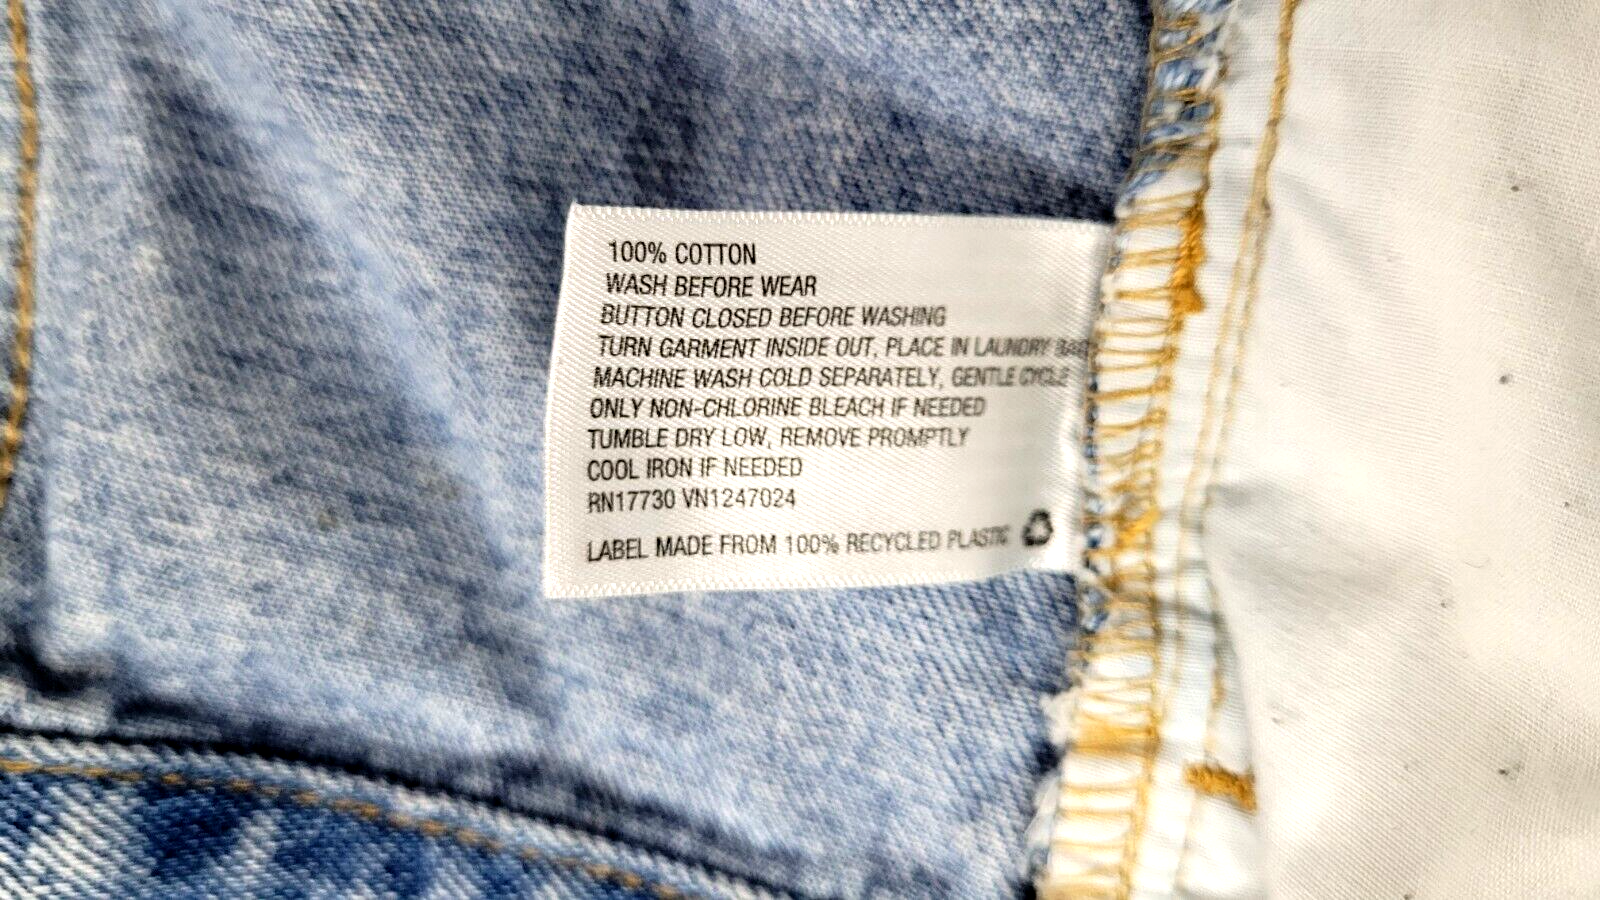 100% COTTON
WASH BEFORE WEAR
BUTTON CLOSED BEFORE WASHING
TURN GARMENT INSIDE OUT, PLACE IN LAUNDRY BAG
MACHINE WASH COLD SEPARATELY, GENTLE CYCLE
ONLY NON-CHLORINE BLEACH IF NEEDED
TUMBLE DRY LOW, REMOVE PROMPTLY
COOL IRON IF NEEDED
RN17730 VN1247024
LABEL MADE FROM 100% RECYCLED PLASTIC